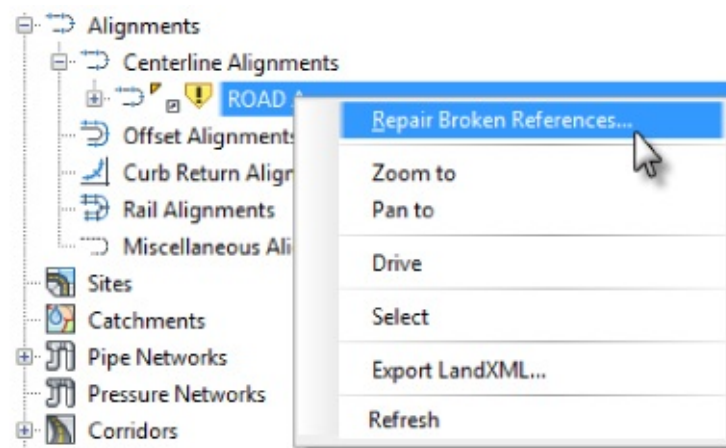 Alignments
Centerline Alignments
ROAD A
Offset Alignments
Curb Return Align
Rail Alignments
Miscellaneous Ali
Sites
Catchments
Pipe Networks
Pressure Networks
Corridors
Repair Broken References...
Zoom to
Pan to
Drive
Select
Export LandXML...
Refresh